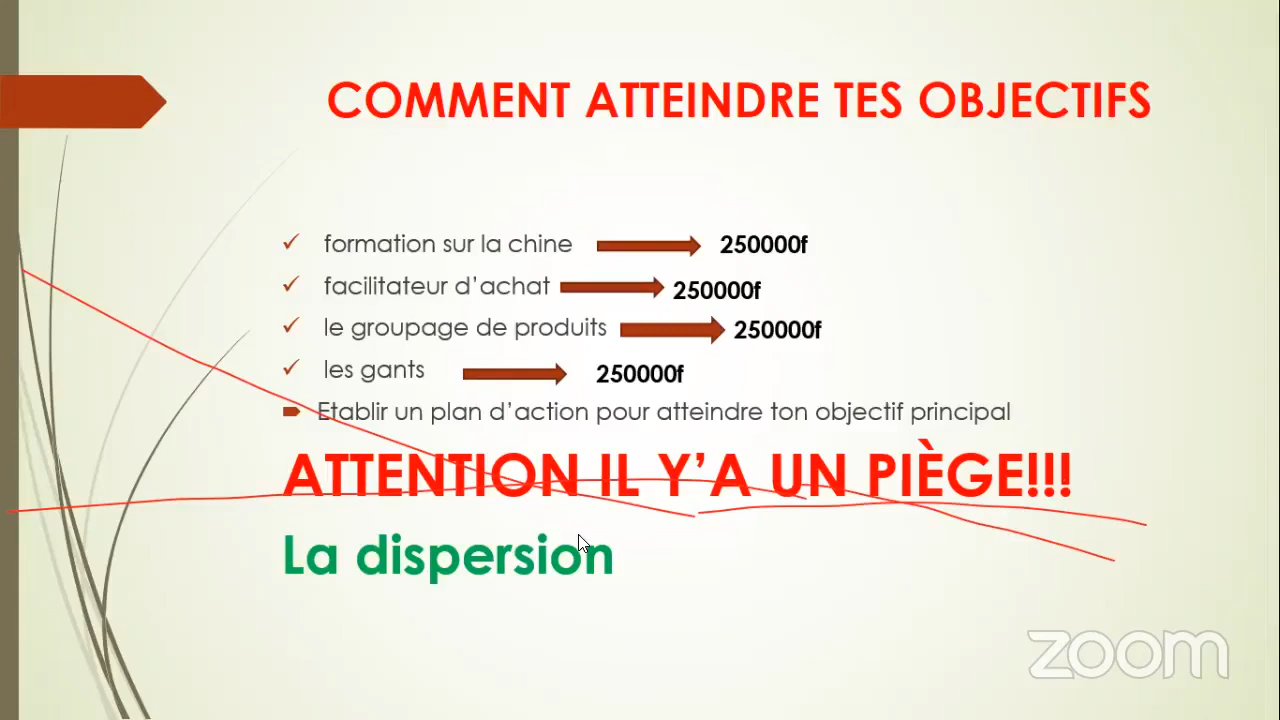 COMMENT ATTEINDRE TES OBJECTIFS
formation sur la chine 250000f
facilitateur d’achat 250000f
le groupage de produits 250000f
les gants 250000f
Etablir un plan d’action pour atteindre ton objectif principal
ATTENTION IL Y’A UN PIÈGE!!!
La dispersion
zoom